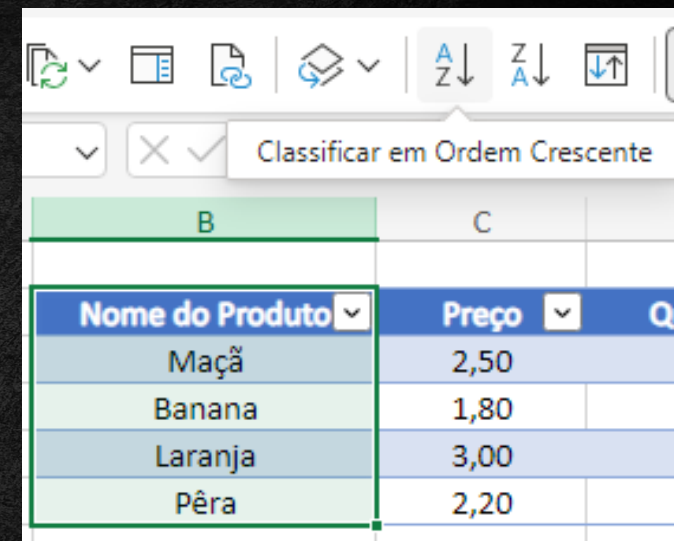 A Z Z A
Classificar em Ordem Crescente
B C
Nome do Produto Preço Q
Maçã 2,50
Banana 1,80
Laranja 3,00
Pêra 2,20